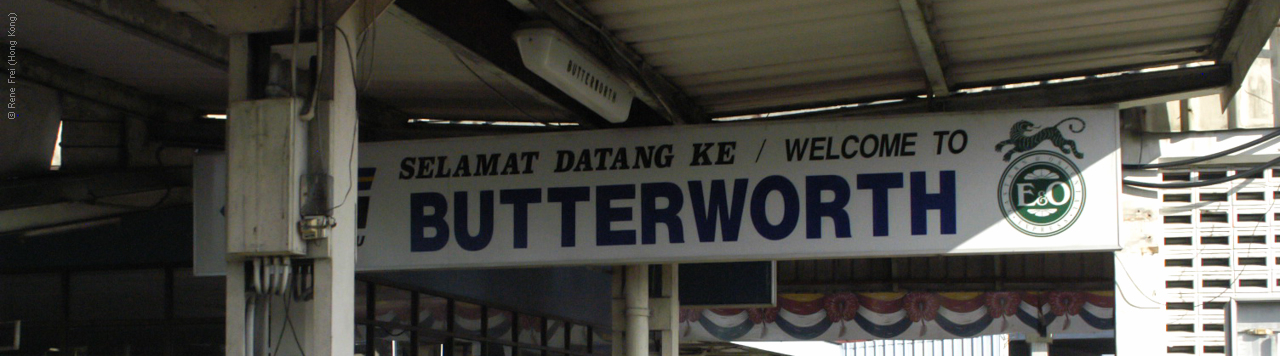 © Rene Frei (Hong Kong)
BUTTERWORTH
SELAMAT DATANG KE / WELCOME TO
BUTTERWORTH
E&O